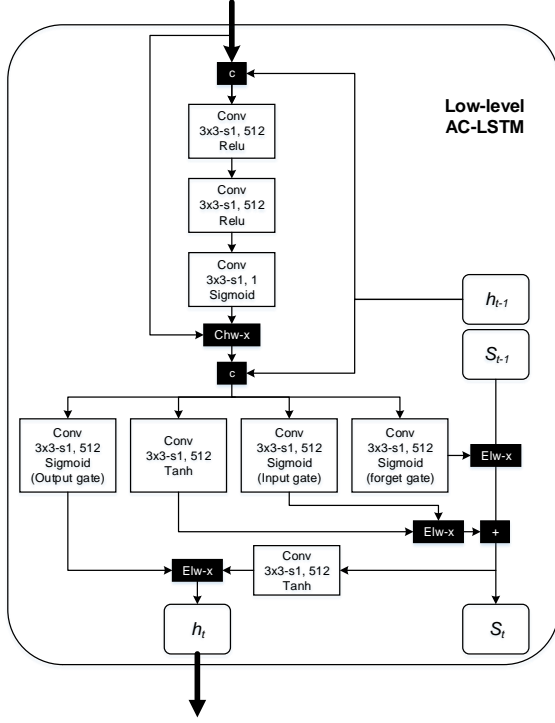 c
Low-level
AC-LSTM
Conv
3x3-s1, 512
Relu
Conv
3x3-s1, 512
Relu
Conv
3x3-s1, 1
Sigmoid
h_{t-1}
Chw-x
S_{t-1}
c
Conv
3x3-s1, 512
Sigmoid
(Output gate)
Conv
3x3-s1, 512
Tanh
Conv
3x3-s1, 512
Sigmoid
(Input gate)
Conv
3x3-s1, 512
Sigmoid
(forget gate)
Elw-x
Elw-x
+
Elw-x
Conv
3x3-s1, 512
Tanh
h_t
S_t